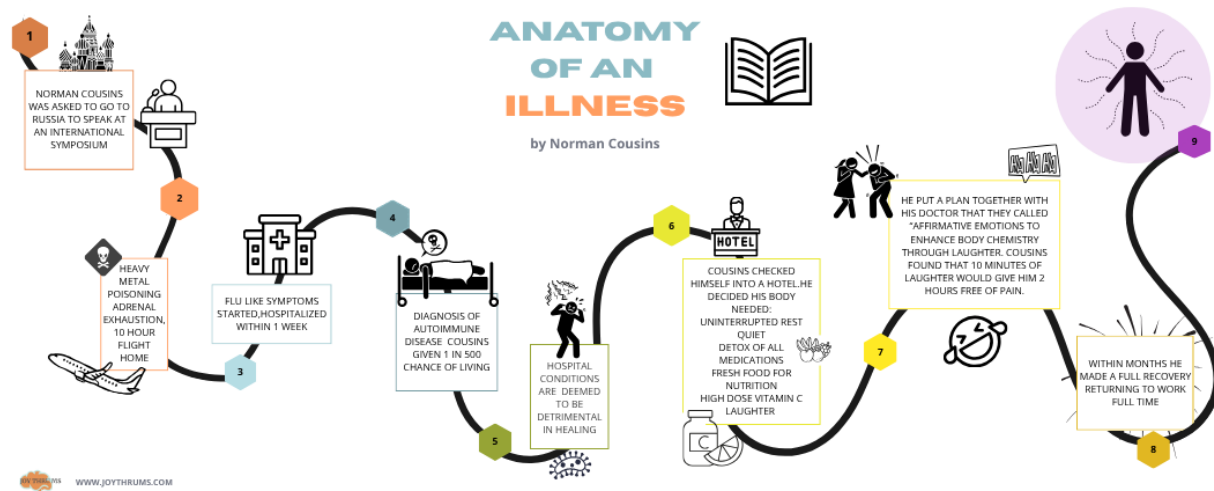 ANATOMY
OF AN
ILLNESS
by Norman Cousins
1
NORMAN COUSINS
WAS ASKED TO GO TO
RUSSIA TO SPEAK AT
AN INTERNATIONAL
SYMPOSIUM
2
HEAVY
METAL
POISONING
ADRENAL
EXHAUSTION,
10 HOUR
FLIGHT
HOME
3
FLU LIKE SYMPTOMS
STARTED,HOSPITALIZED
WITHIN 1 WEEK
4
DIAGNOSIS OF
AUTOIMMUNE
DISEASE COUSINS
GIVEN 1 IN 500
CHANCE OF LIVING
5
HOSPITAL
CONDITIONS
ARE DEEMED
TO BE
DETRIMENTAL
IN HEALING
6
HOTEL
COUSINS CHECKED
HIMSELF INTO A HOTEL.HE
DECIDED HIS BODY
NEEDED:
UNINTERRUPTED REST
QUIET
DETOX OF ALL
MEDICATIONS
FRESH FOOD FOR
NUTRITION
HIGH DOSE VITAMIN C
LAUGHTER
C
7
HA HA HA
HE PUT A PLAN TOGETHER WITH
HIS DOCTOR THAT THEY CALLED
"AFFIRMATIVE EMOTIONS TO
ENHANCE BODY CHEMISTRY
THROUGH LAUGHTER. COUSINS
FOUND THAT 10 MINUTES OF
LAUGHTER WOULD GIVE HIM 2
HOURS FREE OF PAIN.
8
WITHIN MONTHS HE
MADE A FULL RECOVERY
RETURNING TO WORK
FULL TIME
9
JOY THRUMS
WWW.JOYTHRUMS.COM